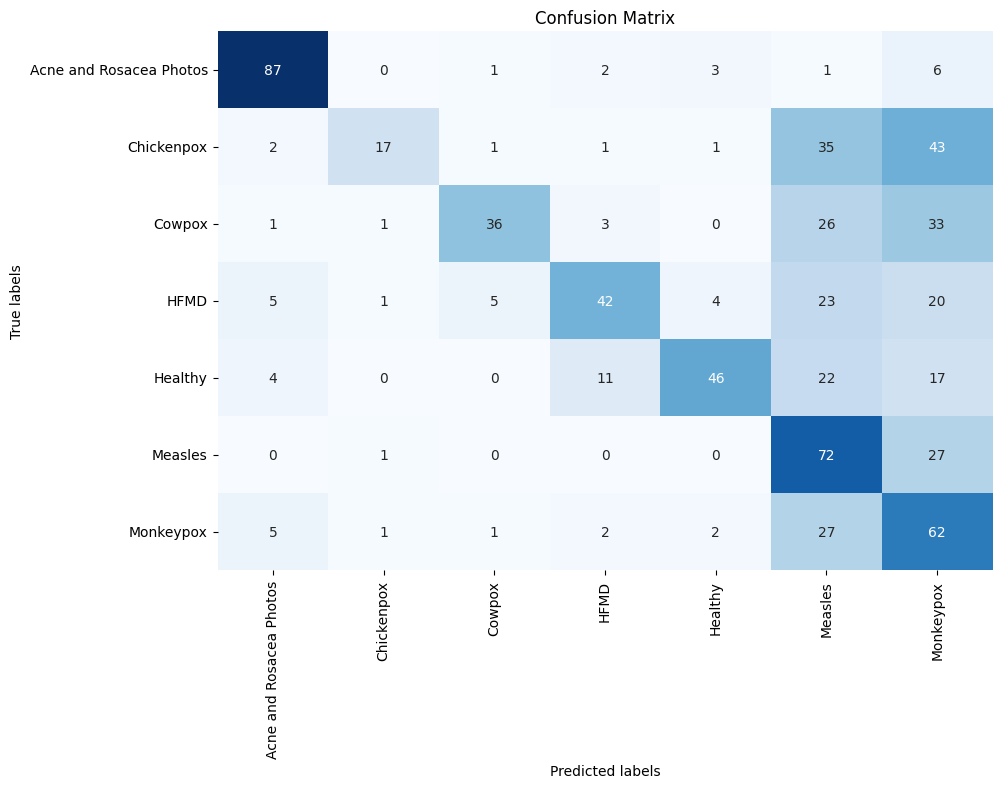 Confusion Matrix
True labels
Acne and Rosacea Photos 87 0 1 2 3 1 6
Chickenpox 2 17 1 1 1 35 43
Cowpox 1 1 36 3 0 26 33
HFMD 5 1 5 42 4 23 20
Healthy 4 0 0 11 46 22 17
Measles 0 1 0 0 0 72 27
Monkeypox 5 1 1 2 2 27 62
Acne and Rosacea Photos
Chickenpox
Cowpox
HFMD
Healthy
Measles
Monkeypox
Predicted labels